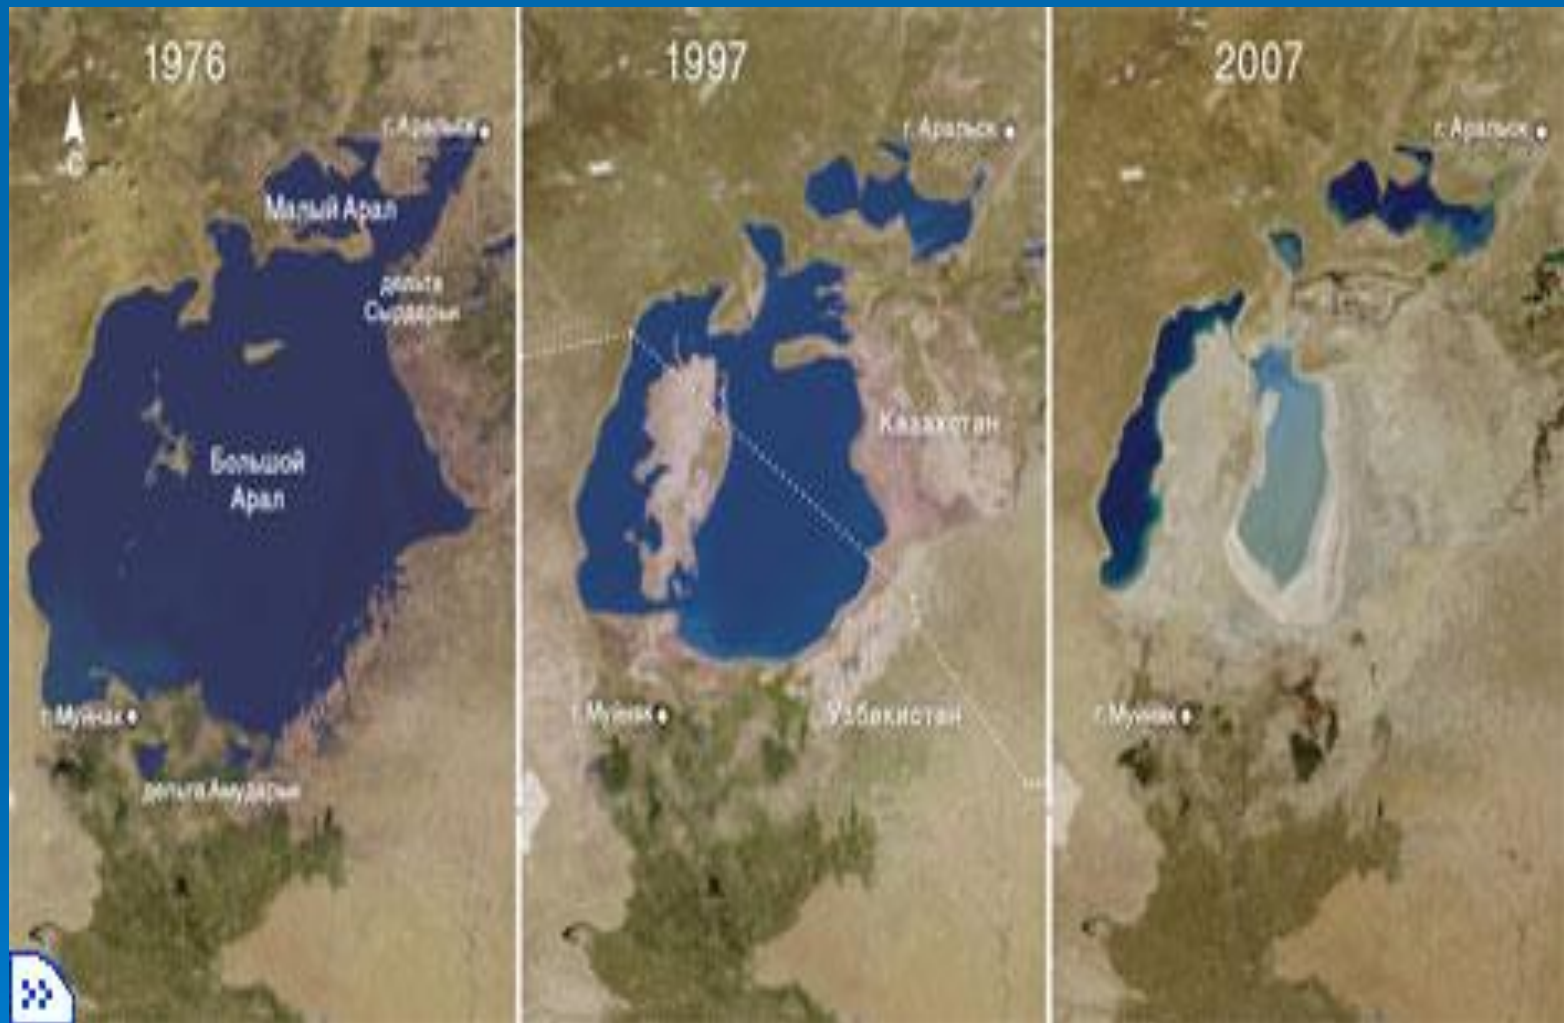 1976
г. Аральск
С
Малый Арал
дельта
Сырдарьи
Большой
Арал
г. Муйнак
дельта Амударьи
1997
г. Аральск
Казахстан
г. Муйнак
Узбекистан
2007
г. Аральск
г. Муйнак